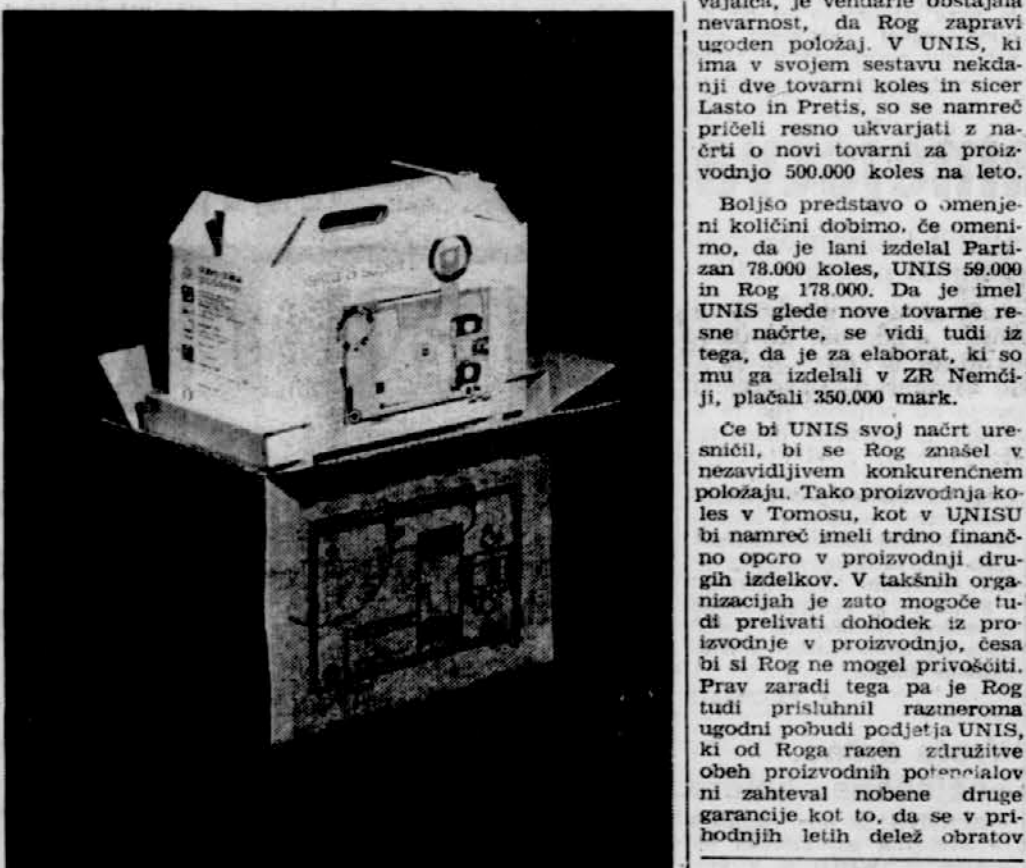 nevarnost, da Rog zapravi
ugoden položaj. V UNIS, ki
ima v svojem sestavu nekda-
nji dve tovarni koles in sicer
Lasto in Pretis, so se namreč
pričeli resno ukvarjati z na-
črti o novi tovarni za proiz-
vodnjo 500.000 koles na leto.
Boljšo predstavo o omenje-
ni količini dobimo, če omeni-
mo, da je lani izdelal Parti-
zan 78.000 koles, UNIS 59.000
in Rog 178.000. Da je imel
UNIS glede nove tovarne re-
sne načrte, se vidi tudi iz
tega, da je za elaborat, ki so
mu ga izdelali v ZR Nemči-
ji, plačali 350.000 mark.
Če bi UNIS svoj načrt ure-
sničil, bi se Rog znašel v
nezavidljivem konkurenčnem
položaju. Tako proizvodnja ko-
les v Tomosu, kot v UNISU
bi namreč imeli trdno finanč-
no oporo v proizvodnji dru-
gih izdelkov. V takšnih orga-
nizacijah je zato mogoče tu-
di prelivati dohodek iz pro-
izvodnje v proizvodnjo, česa
bi si Rog ne mogel privoščiti.
Prav zaradi tega pa je Rog
tudi prisluhnil razmeroma
ugodni pobudi podjetja UNIS,
ki od Roga razen združitve
obeh proizvodnih potencialov
ni zahteval nobene druge
garancije kot to, da se v pri-
hodnjih letih delež obratov